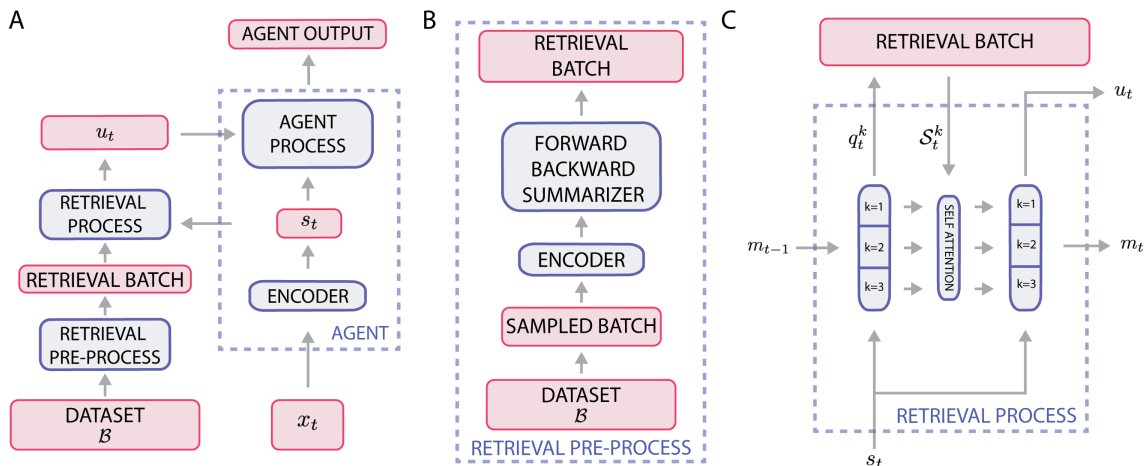 A
AGENT OUTPUT
u_t
AGENT
PROCESS
RETRIEVAL
PROCESS
s_t
RETRIEVAL BATCH
ENCODER
RETRIEVAL
PRE-PROCESS
AGENT
DATASET
ℬ
x_t
B
RETRIEVAL
BATCH
FORWARD
BACKWARD
SUMMARIZER
ENCODER
SAMPLED BATCH
DATASET
ℬ
RETRIEVAL PRE-PROCESS
C
RETRIEVAL BATCH
u_t
q_t^k
𝒮_t^k
k=1
k=2
k=3
SELF ATTENTION
k=1
k=2
k=3
m_{t-1}
m_t
RETRIEVAL PROCESS
s_t